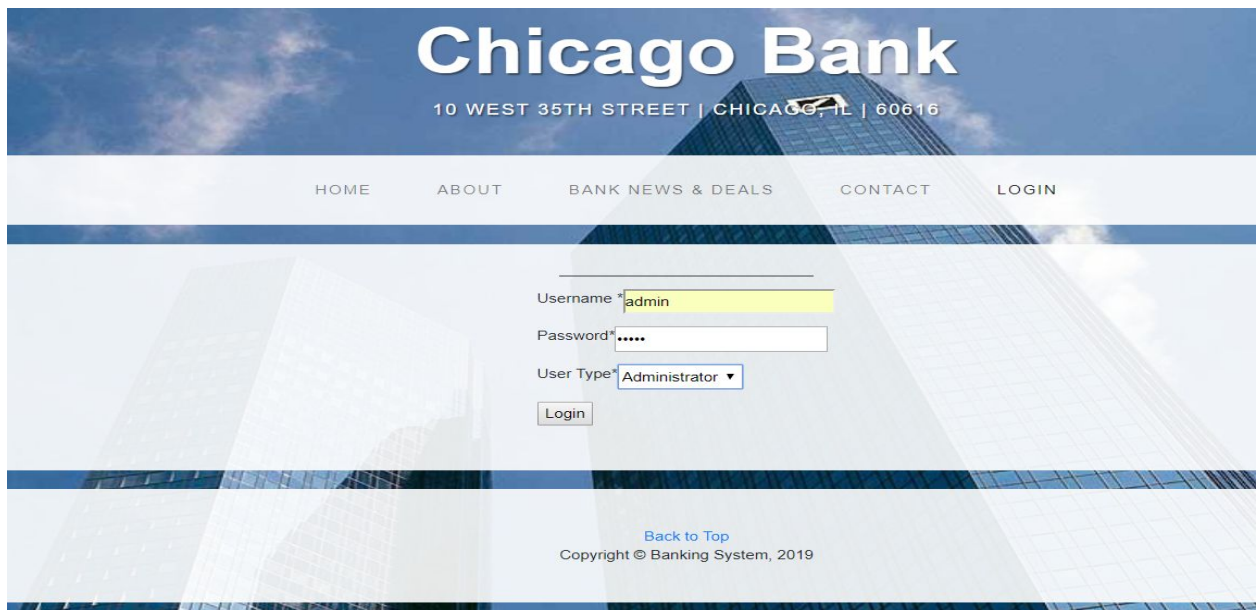 Chicago Bank
10 WEST 35TH STREET | CHICAGO, IL | 60616
HOME ABOUT BANK NEWS & DEALS CONTACT LOGIN
Username *admin
Password*•••••
User Type*Administrator ▼
Login
Back to Top
Copyright © Banking System, 2019